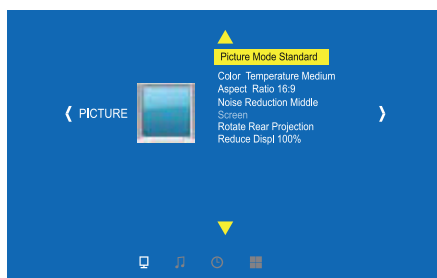 Picture Mode Standard
Color Temperature Medium
Aspect Ratio 16:9
Noise Reduction Middle
PICTURE
Screen
Rotate Rear Projection
Reduce Displ 100%